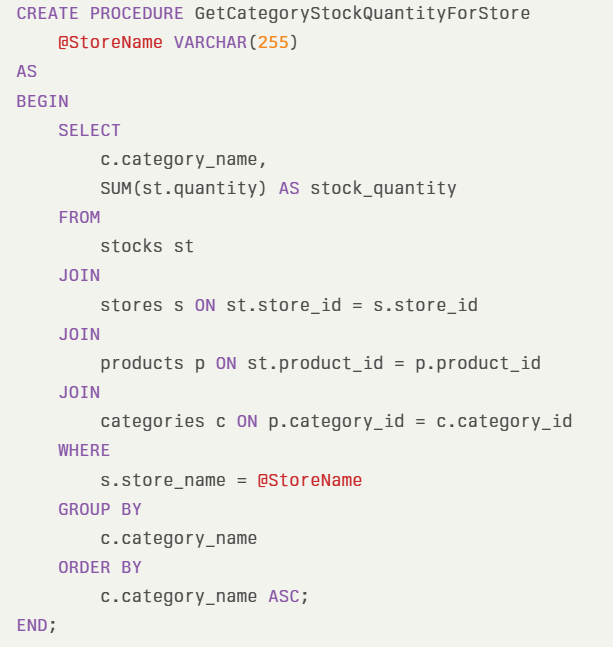 CREATE PROCEDURE GetCategoryStockQuantityForStore
    @StoreName VARCHAR(255)
AS
BEGIN
    SELECT
        c.category_name,
        SUM(st.quantity) AS stock_quantity
    FROM
        stocks st
    JOIN
        stores s ON st.store_id = s.store_id
    JOIN
        products p ON st.product_id = p.product_id
    JOIN
        categories c ON p.category_id = c.category_id
    WHERE
        s.store_name = @StoreName
    GROUP BY
        c.category_name
    ORDER BY
        c.category_name ASC;
END;